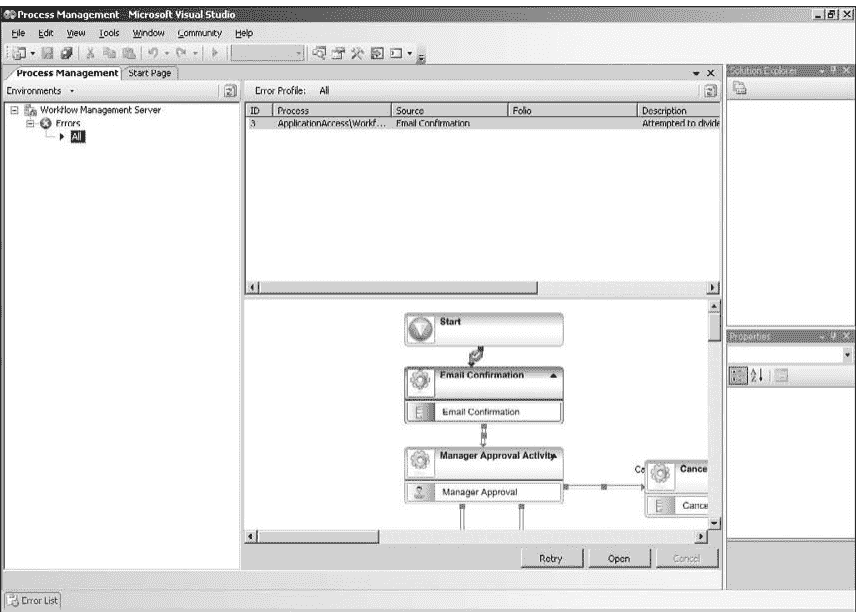 Process Management - Microsoft Visual Studio
File Edit View Tools Window Community Help
Process Management Start Page
Solution Explorer
Environments
Error Profile: All
Workflow Management Server
Errors
All
ID Process Source Folio Description
3 ApplicationAccess\Workf... Email Confirmation Attempted to divide
Start
Email Confirmation
Email Confirmation
Manager Approval Activity
Manager Approval
Ca
Cance
Cance
Properties
Retry Open Cancel
Error List